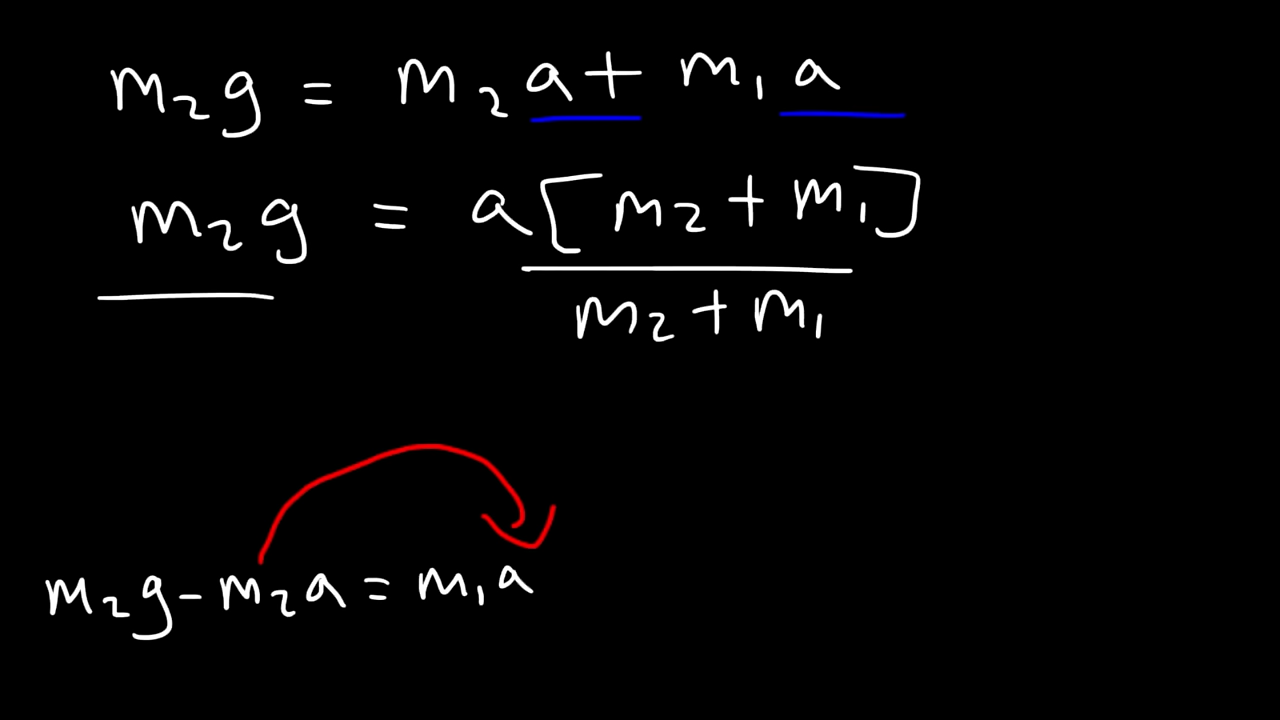 m₂g = m₂a + m₁a
m₂g = a[m₂ + m₁]
m₂ + m₁
m₂g - m₂a = m₁a